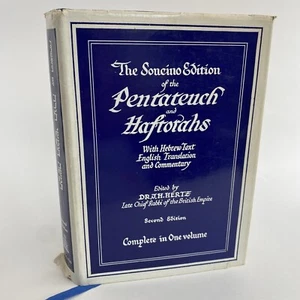 The Soncino Edition
of the
Pentateuch
and
Haftorahs
With Hebrew Text
English Translation
and Commentary
Edited by
DR. J. H. HERTZ
Late Chief Rabbi of the British Empire
Second Edition
Complete in One volume